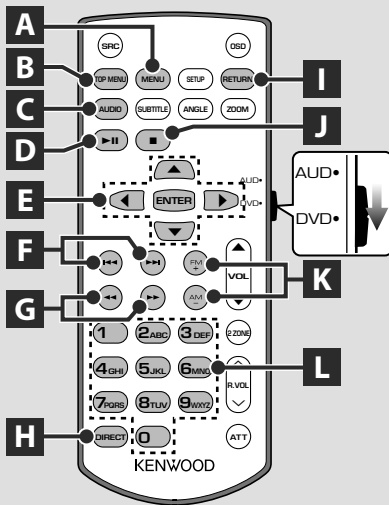 A
SRC
OSD
B
TOP MENU
MENU
SETUP
RETURN
I
C
AUDIO
SUBTITLE
ANGLE
ZOOM
D
J
AUD•
DVD•
E
ENTER
AUD•
DVD•
F
FM
+
VOL
K
G
AM
−
1
2ABC
3DEF
2 ZONE
4GHI
5JKL
6MNO
L
R.VOL
7PQRS
8TUV
9WXYZ
H
DIRECT
0
ATT
KENWOOD